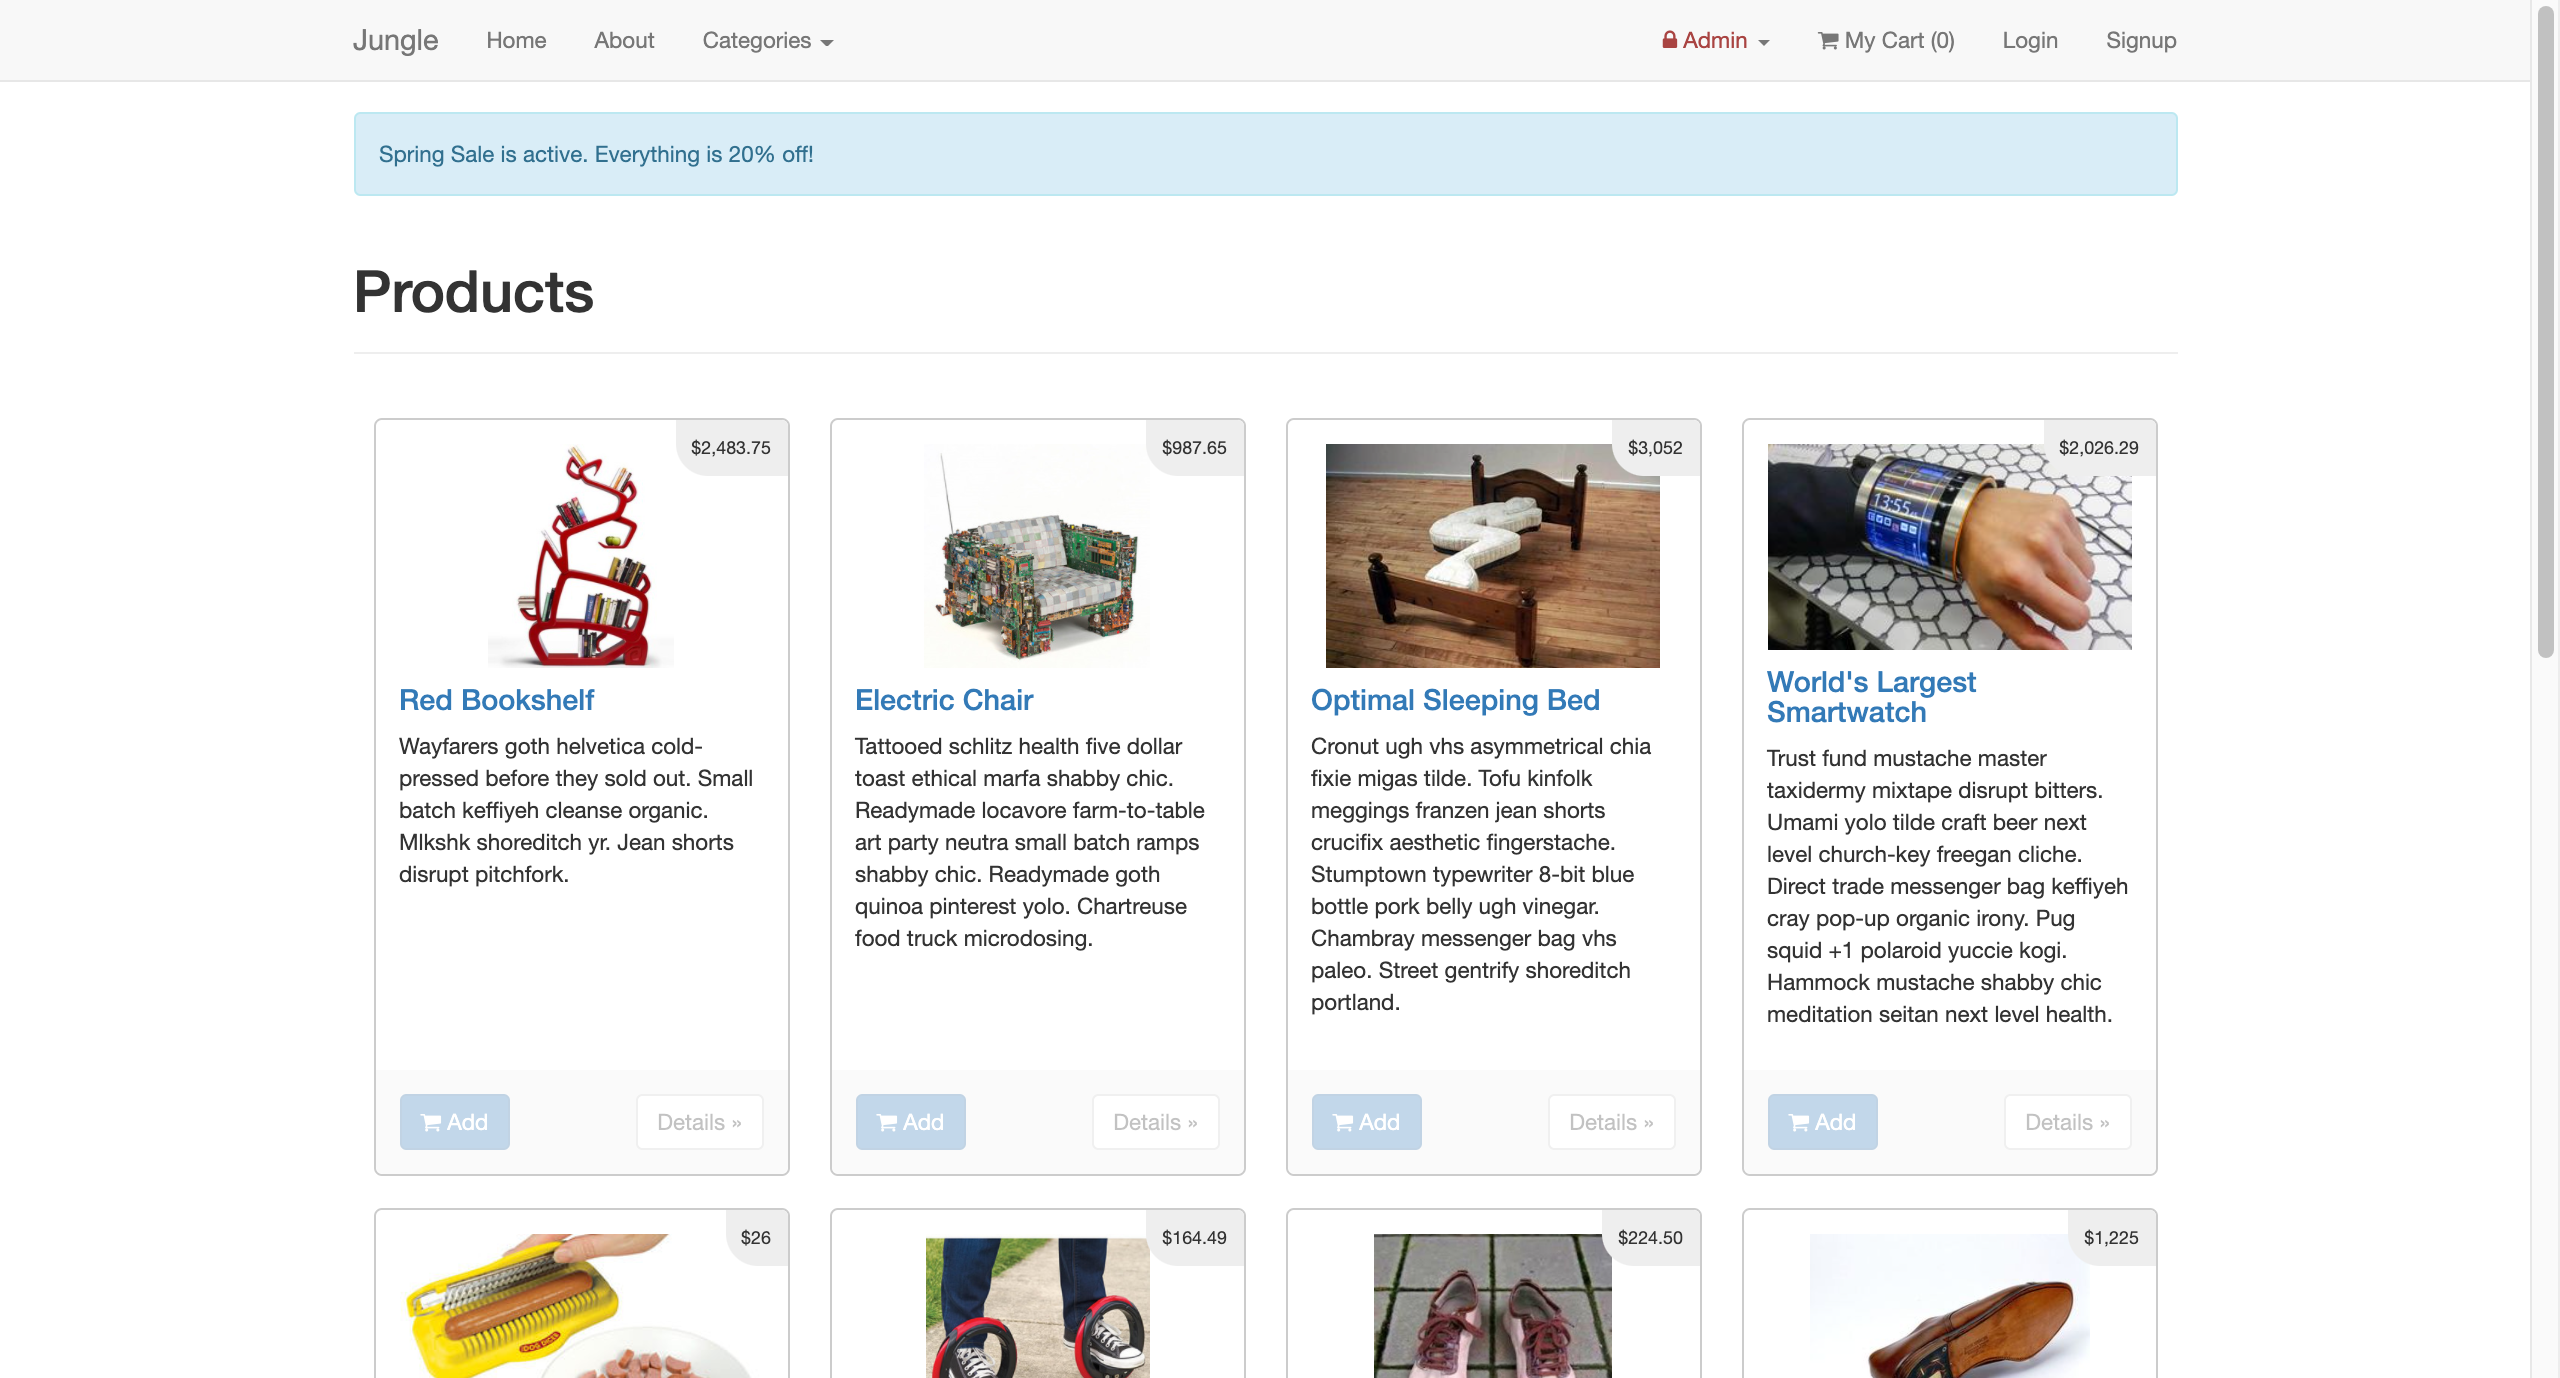 Jungle Home About Categories Admin My Cart (0) Login Signup
Spring Sale is active. Everything is 20% off!
Products
$2,483.75
Red Bookshelf
Wayfarers goth helvetica cold-
pressed before they sold out. Small
batch keffiyeh cleanse organic.
Mlkshk shoreditch yr. Jean shorts
disrupt pitchfork.
Add Details »
$987.65
Electric Chair
Tattooed schlitz health five dollar
toast ethical marfa shabby chic.
Readymade locavore farm-to-table
art party neutra small batch ramps
shabby chic. Readymade goth
quinoa pinterest yolo. Chartreuse
food truck microdosing.
Add Details »
$3,052
Optimal Sleeping Bed
Cronut ugh vhs asymmetrical chia
fixie migas tilde. Tofu kinfolk
meggings franzen jean shorts
crucifix aesthetic fingerstache.
Stumptown typewriter 8-bit blue
bottle pork belly ugh vinegar.
Chambray messenger bag vhs
paleo. Street gentrify shoreditch
portland.
Add Details »
$2,026.29
13:55
World's Largest
Smartwatch
Trust fund mustache master
taxidermy mixtape disrupt bitters.
Umami yolo tilde craft beer next
level church-key freegan cliche.
Direct trade messenger bag keffiyeh
cray pop-up organic irony. Pug
squid +1 polaroid yuccie kogi.
Hammock mustache shabby chic
meditation seitan next level health.
Add Details »
$26
$164.49
$224.50
$1,225